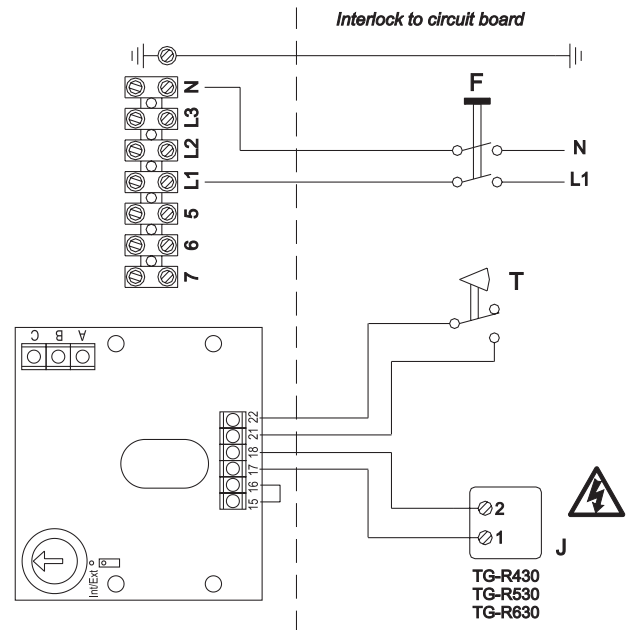 Interlock to circuit board
F
N
L3
L2
L1
5
6
7
N
L1
T
C B A
22
21
18
17
16
15
2
1
J
Int/Ext
TG-R430
TG-R530
TG-R630